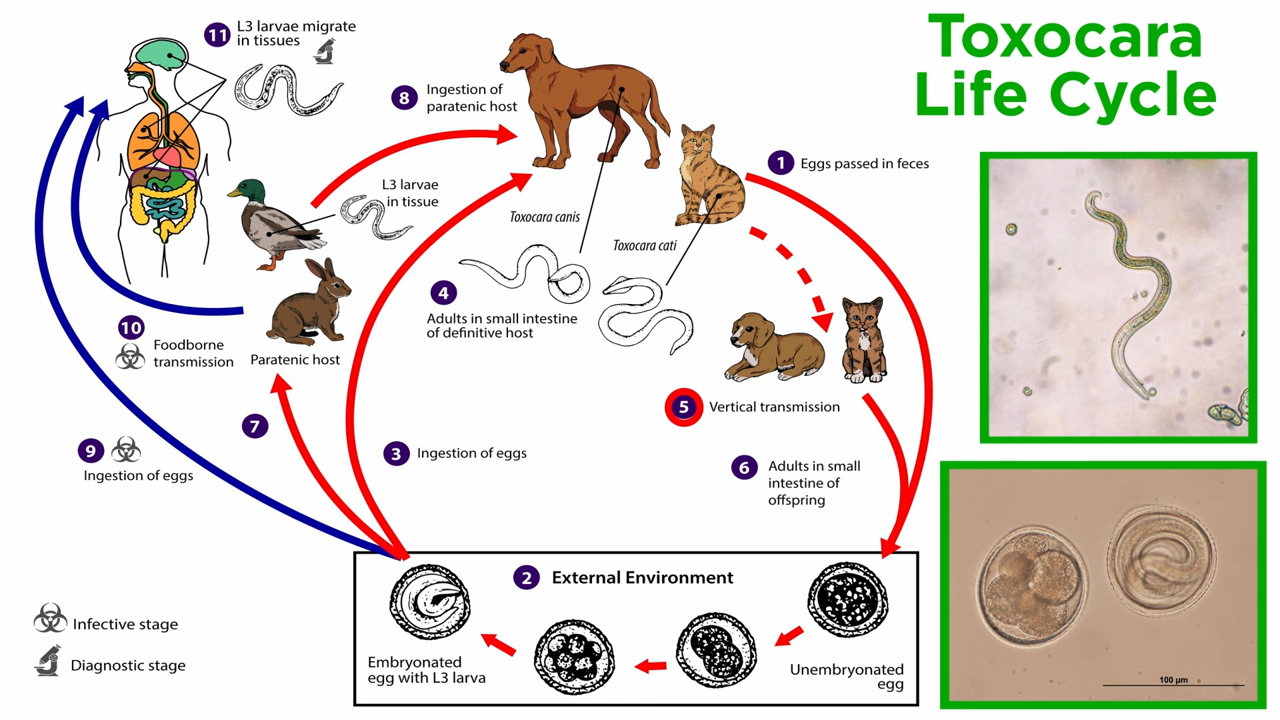 Toxocara
Life Cycle
11
L3 larvae migrate
in tissues
8
Ingestion of
paratenic host
1
Eggs passed in feces
L3 larvae
in tissue
Toxocara canis
Toxocara cati
4
Adults in small intestine
of definitive host
10
Foodborne
transmission
Paratenic host
5
Vertical transmission
7
9
Ingestion of eggs
3
Ingestion of eggs
6
Adults in small
intestine of
offspring
2
External Environment
Embryonated
egg with L3 larva
Unembryonated
egg
Infective stage
Diagnostic stage
100 µm